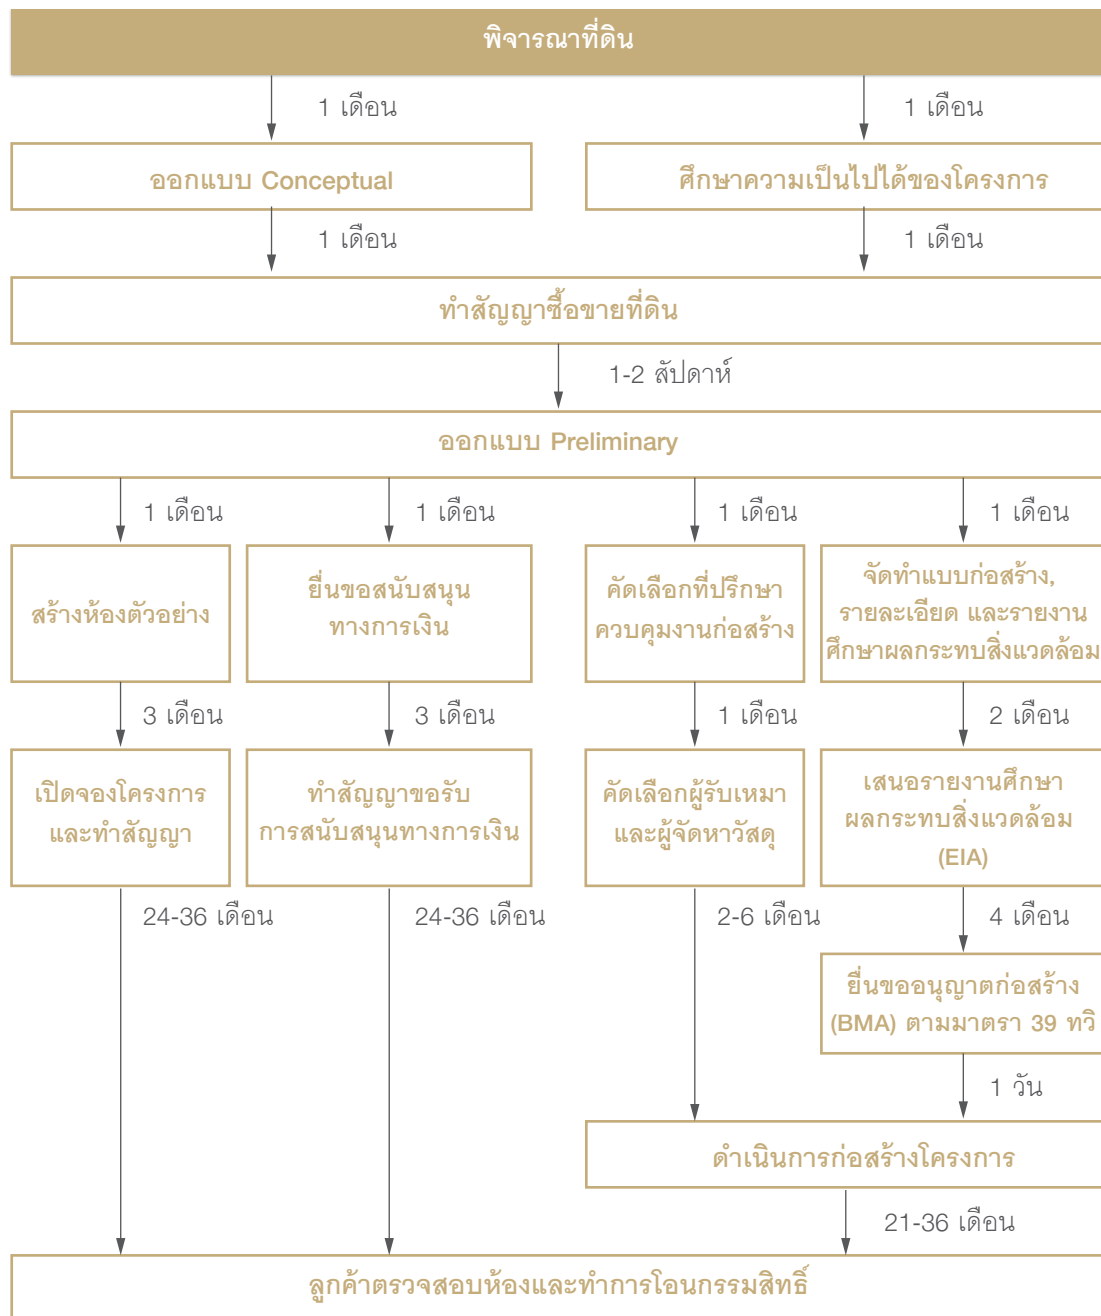 พิจารณาที่ดิน
1 เดือน
1 เดือน
ออกแบบ Conceptual
ศึกษาความเป็นไปได้ของโครงการ
1 เดือน
1 เดือน
ทำสัญญาซื้อขายที่ดิน
1-2 สัปดาห์
ออกแบบ Preliminary
1 เดือน
1 เดือน
1 เดือน
1 เดือน
สร้างห้องตัวอย่าง
ยื่นขอสนับสนุน
ทางการเงิน
คัดเลือกที่ปรึกษา
ควบคุมงานก่อสร้าง
จัดทำแบบก่อสร้าง,
รายละเอียด และรายงาน
ศึกษาผลกระทบสิ่งแวดล้อม
3 เดือน
3 เดือน
1 เดือน
2 เดือน
เปิดจองโครงการ
และทำสัญญา
ทำสัญญาขอรับ
การสนับสนุนทางการเงิน
คัดเลือกผู้รับเหมา
และผู้จัดหาวัสดุ
เสนอรายงานศึกษา
ผลกระทบสิ่งแวดล้อม
(EIA)
24-36 เดือน
24-36 เดือน
2-6 เดือน
4 เดือน
ยื่นขออนุญาตก่อสร้าง
(BMA) ตามมาตรา 39 ทวิ
1 วัน
ดำเนินการก่อสร้างโครงการ
21-36 เดือน
ลูกค้าตรวจสอบห้องและทำการโอนกรรมสิทธิ์